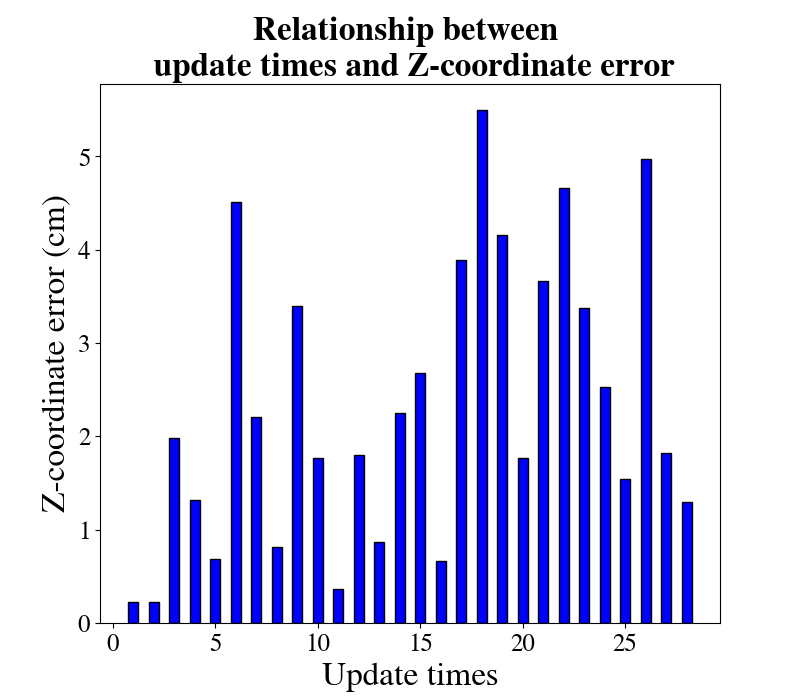 Relationship between
update times and Z-coordinate error
Z-coordinate error (cm)
5
4
3
2
1
0
0 5 10 15 20 25
Update times